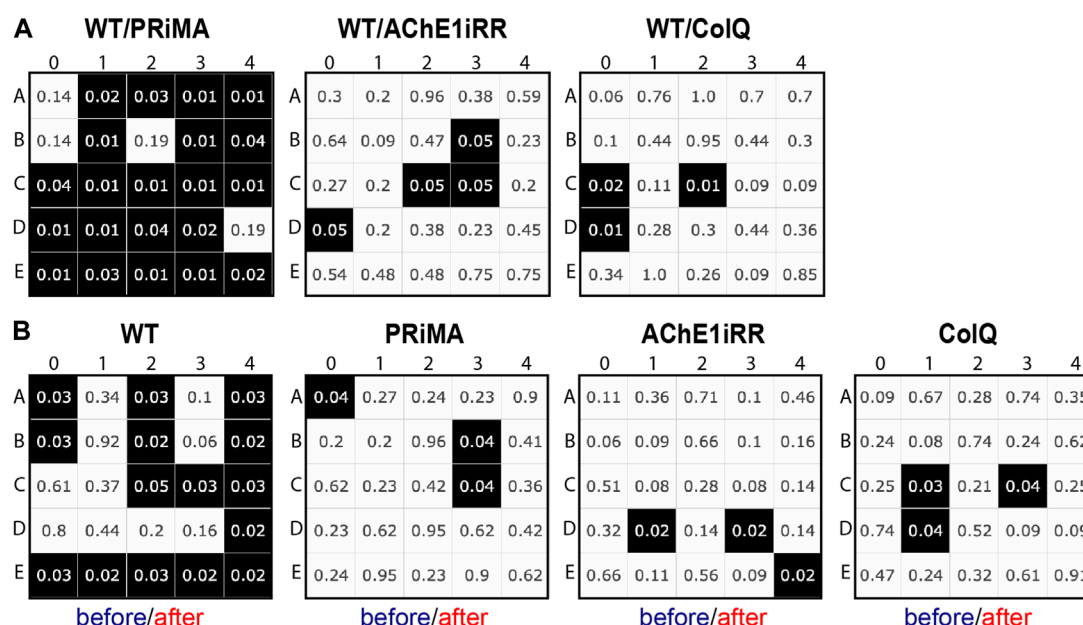 A WT/PRiMA WT/AChE1iRR WT/ColQ
0 1 2 3 4 0 1 2 3 4 0 1 2 3 4
A 0.14 0.02 0.03 0.01 0.01 A 0.3 0.2 0.96 0.38 0.59 A 0.06 0.76 1.0 0.7 0.7
B 0.14 0.01 0.19 0.01 0.04 B 0.64 0.09 0.47 0.05 0.23 B 0.1 0.44 0.95 0.44 0.3
C 0.04 0.01 0.01 0.01 0.01 C 0.27 0.2 0.05 0.05 0.2 C 0.02 0.11 0.01 0.09 0.09
D 0.01 0.01 0.04 0.02 0.19 D 0.05 0.2 0.38 0.23 0.45 D 0.01 0.28 0.3 0.44 0.36
E 0.01 0.03 0.01 0.01 0.02 E 0.54 0.48 0.48 0.75 0.75 E 0.34 1.0 0.26 0.09 0.85
B WT PRiMA AChE1iRR ColQ
0 1 2 3 4 0 1 2 3 4 0 1 2 3 4 0 1 2 3 4
A 0.03 0.34 0.03 0.1 0.03 A 0.04 0.27 0.24 0.23 0.9 A 0.11 0.36 0.71 0.1 0.46 A 0.09 0.67 0.28 0.74 0.35
B 0.03 0.92 0.02 0.06 0.02 B 0.2 0.2 0.96 0.04 0.41 B 0.06 0.09 0.66 0.1 0.16 B 0.24 0.08 0.74 0.24 0.62
C 0.61 0.37 0.05 0.03 0.03 C 0.62 0.23 0.42 0.04 0.36 C 0.51 0.08 0.28 0.08 0.14 C 0.25 0.03 0.21 0.04 0.25
D 0.8 0.44 0.2 0.16 0.02 D 0.23 0.62 0.95 0.62 0.42 D 0.32 0.02 0.14 0.02 0.14 D 0.74 0.04 0.52 0.09 0.09
E 0.03 0.02 0.03 0.02 0.02 E 0.24 0.95 0.23 0.9 0.62 E 0.66 0.11 0.56 0.09 0.02 E 0.47 0.24 0.32 0.61 0.91
before/after before/after before/after before/after